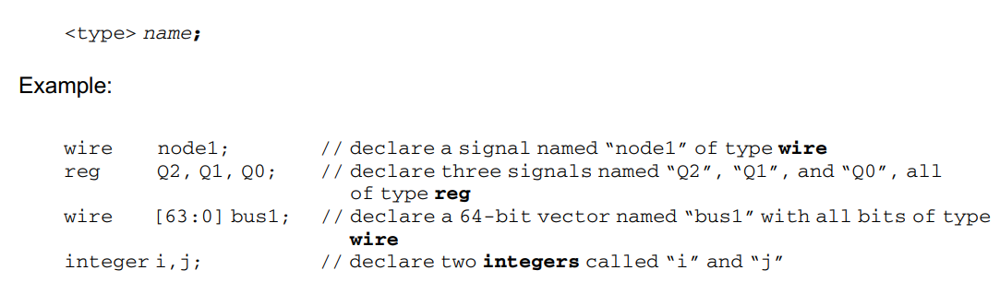 <type> name;
Example:
wire node1; // declare a signal named “node1” of type wire
reg Q2, Q1, Q0; // declare three signals named “Q2”, “Q1”, and “Q0”, all
of type reg
wire [63:0] bus1; // declare a 64-bit vector named “bus1” with all bits of type
wire
integer i,j; // declare two integers called “i” and “j”